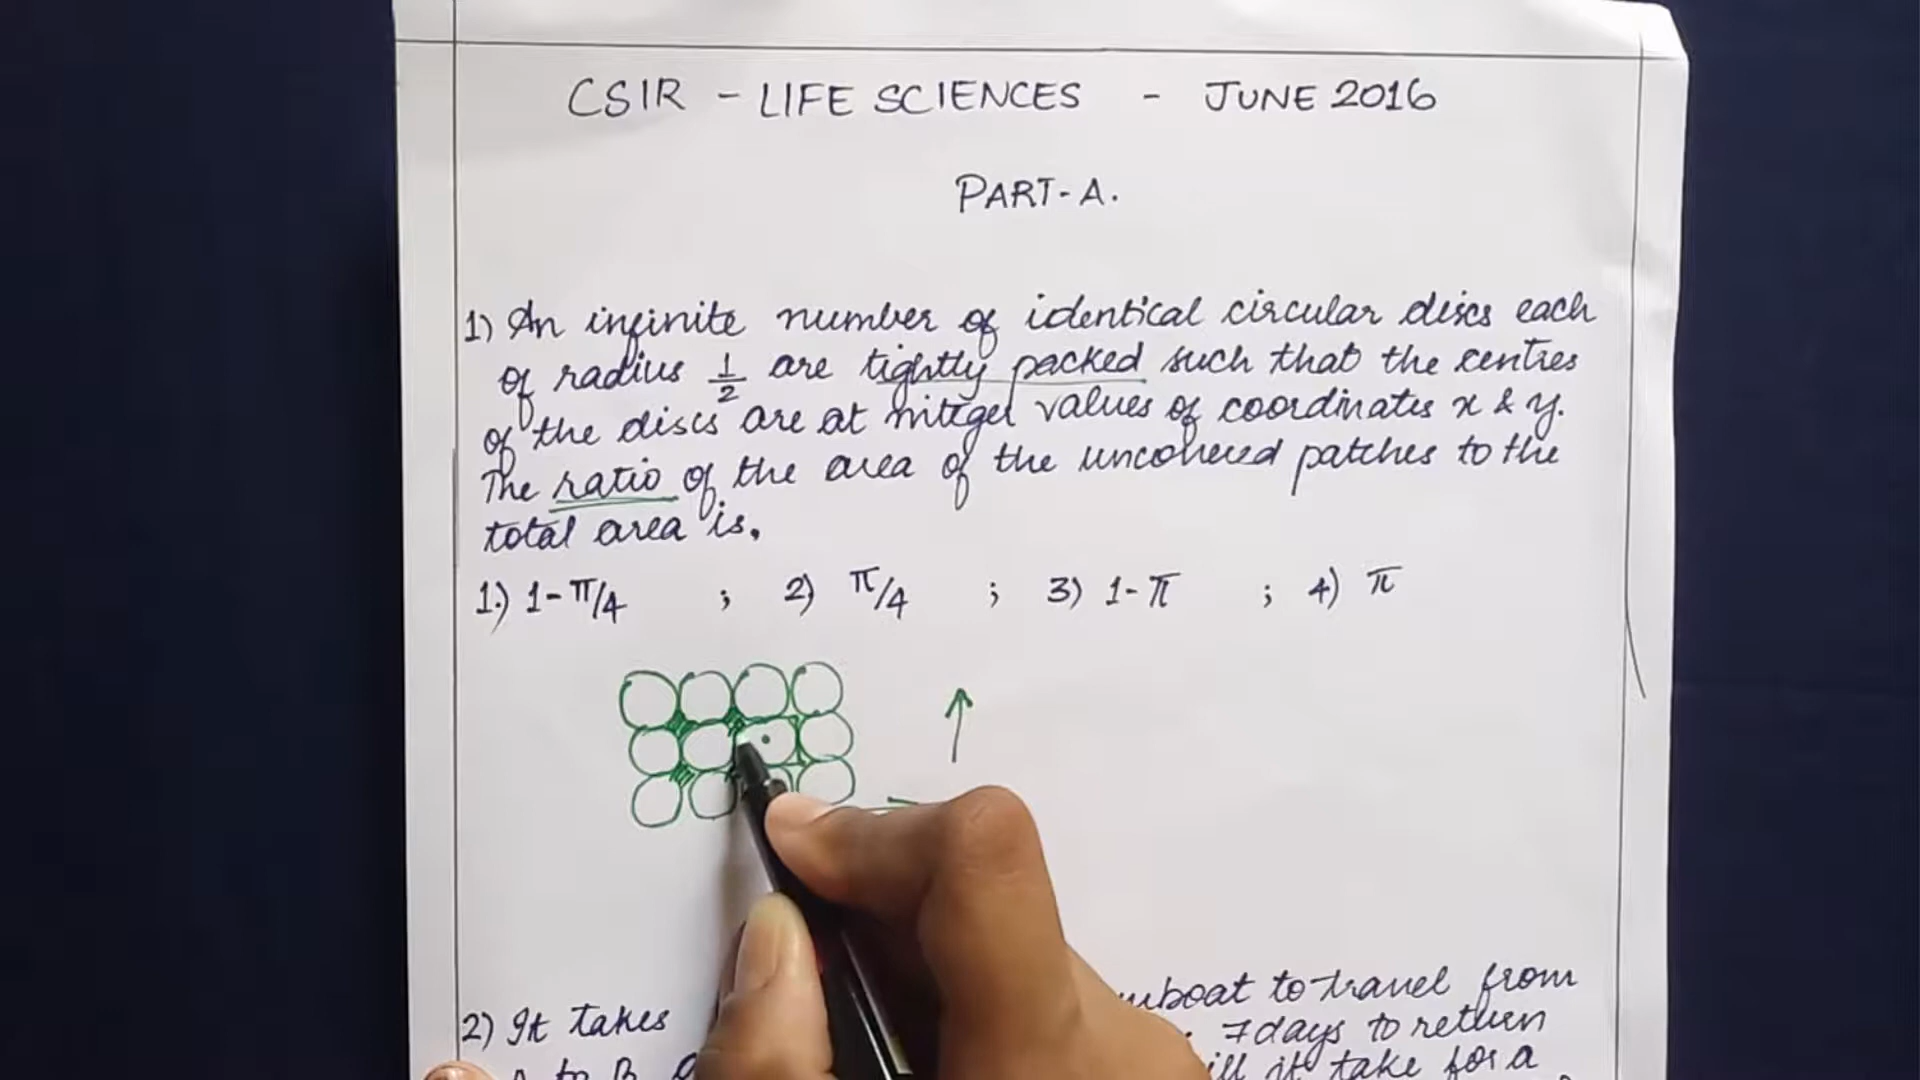 CSIR - LIFE SCIENCES - JUNE 2016
PART-A.
1) An infinite number of identical circular discs each
of radius 1/2 are tightly packed such that the centres
of the discs are at integer values of coordinates x & y.
The ratio of the area of the uncovered patches to the
total area is.
1.) 1-π/4 ; 2) π/4 ; 3) 1-π ; 4) π
2) It takes to travel from
7 days to return
to B take for a